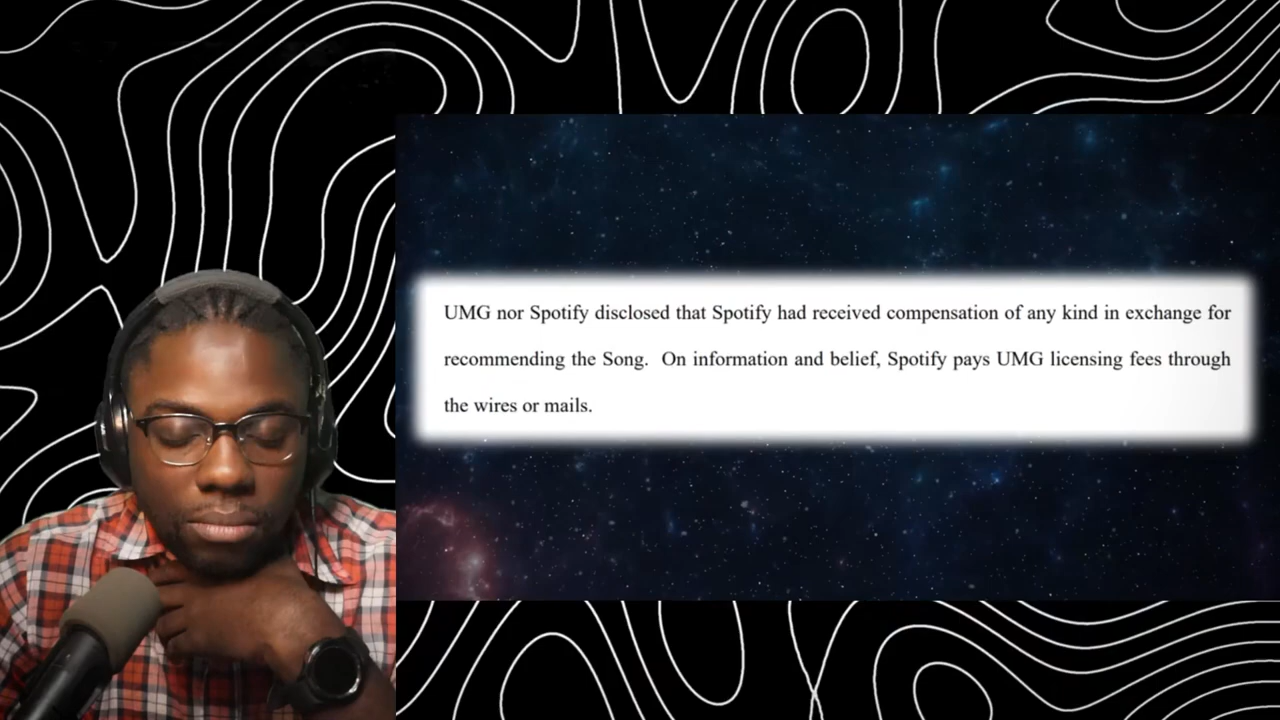 UMG nor Spotify disclosed that Spotify had received compensation of any kind in exchange for
recommending the Song. On information and belief, Spotify pays UMG licensing fees through
the wires or mails.